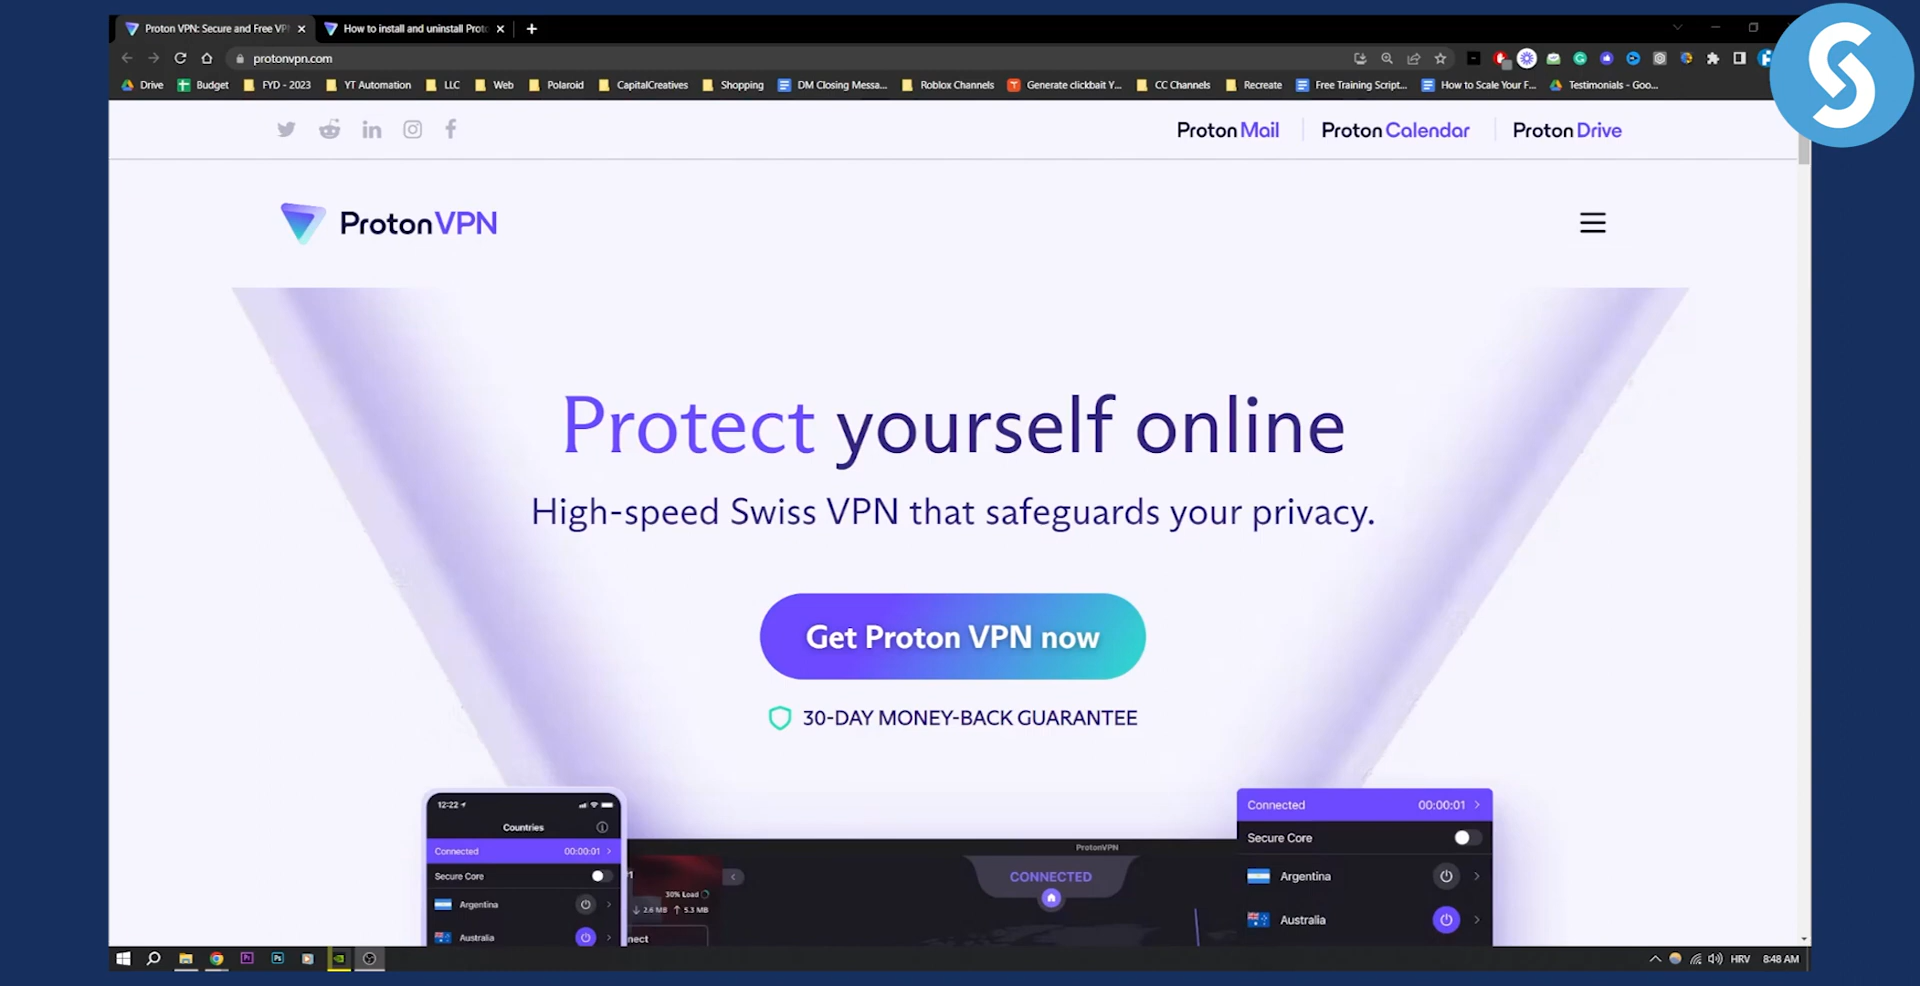 Proton VPN: Secure and Free VP
How to install and uninstall Proto
protonvpn.com
Drive
Budget
FYD - 2023
YT Automation
LLC
Web
Polaroid
CapitalCreatives
Shopping
DM Closing Messa...
Roblox Channels
Generate clickbait Y...
CC Channels
Recreate
Free Training Script...
How to Scale Your F...
Testimonials - Goo...
Proton Mail
Proton Calendar
Proton Drive
Proton VPN
Protect yourself online
High-speed Swiss VPN that safeguards your privacy.
Get Proton VPN now
30-DAY MONEY-BACK GUARANTEE
12:22
Countries
Connected 00:00:01
Secure Core
Argentina
Australia
30% Load
2.6 MB 5.3 MB
nect
ProtonVPN
CONNECTED
Connected 00:00:01
Secure Core
Argentina
Australia
HRV 8:48 AM